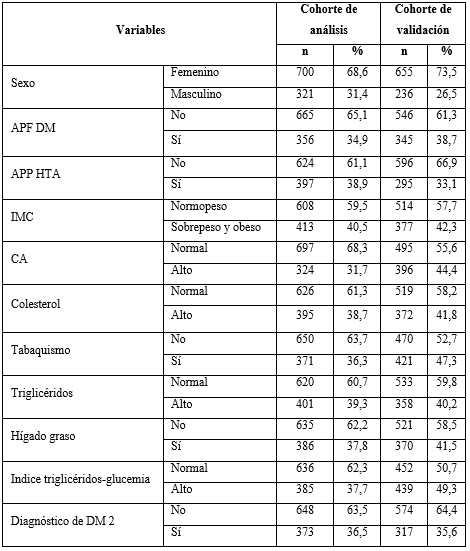 Variables Cohorte de análisis Cohorte de validación
n % n %
Sexo Femenino 700 68,6 655 73,5
Masculino 321 31,4 236 26,5
APF DM No 665 65,1 546 61,3
Sí 356 34,9 345 38,7
APP HTA No 624 61,1 596 66,9
Sí 397 38,9 295 33,1
IMC Normopeso 608 59,5 514 57,7
Sobrepeso y obeso 413 40,5 377 42,3
CA Normal 697 68,3 495 55,6
Alto 324 31,7 396 44,4
Colesterol Normal 626 61,3 519 58,2
Alto 395 38,7 372 41,8
Tabaquismo No 650 63,7 470 52,7
Sí 371 36,3 421 47,3
Triglicéridos Normal 620 60,7 533 59,8
Alto 401 39,3 358 40,2
Hígado graso No 635 62,2 521 58,5
Sí 386 37,8 370 41,5
Indice triglicéridos-glucemia Normal 636 62,3 452 50,7
Alto 385 37,7 439 49,3
Diagnóstico de DM 2 No 648 63,5 574 64,4
Sí 373 36,5 317 35,6